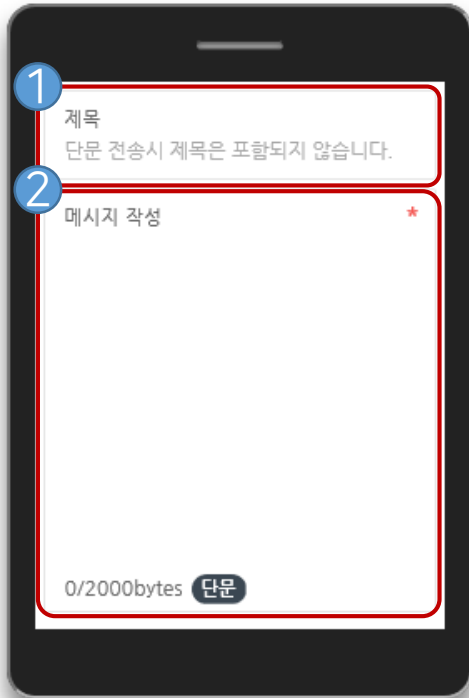 1
제목
단문 전송시 제목은 포함되지 않습니다.
2
메시지 작성 *
0/2000bytes 단문